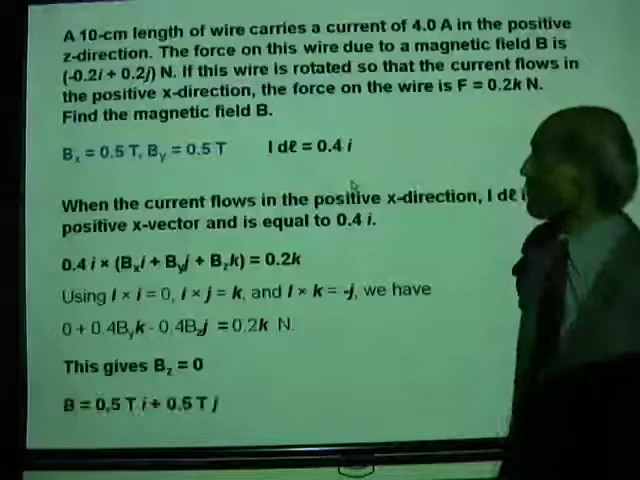 A 10-cm length of wire carries a current of 4.0 A in the positive
z-direction. The force on this wire due to a magnetic field B is
(-0.2i + 0.2j) N. If this wire is rotated so that the current flows in
the positive x-direction, the force on the wire is F = 0.2k N.
Find the magnetic field B.
Bx = 0.5 T, By = 0.5 T I dℓ = 0.4 i
When the current flows in the positive x-direction, I dℓ i
positive x-vector and is equal to 0.4 i.
0.4 i × (Bxi + Byj + Bzk) = 0.2k
Using I × i = 0, I × j = k, and I × k = -j, we have
0 + 0.4Byk - 0.4Bzj = 0.2k N.
This gives Bz = 0
B = 0.5 T i + 0.5 T j